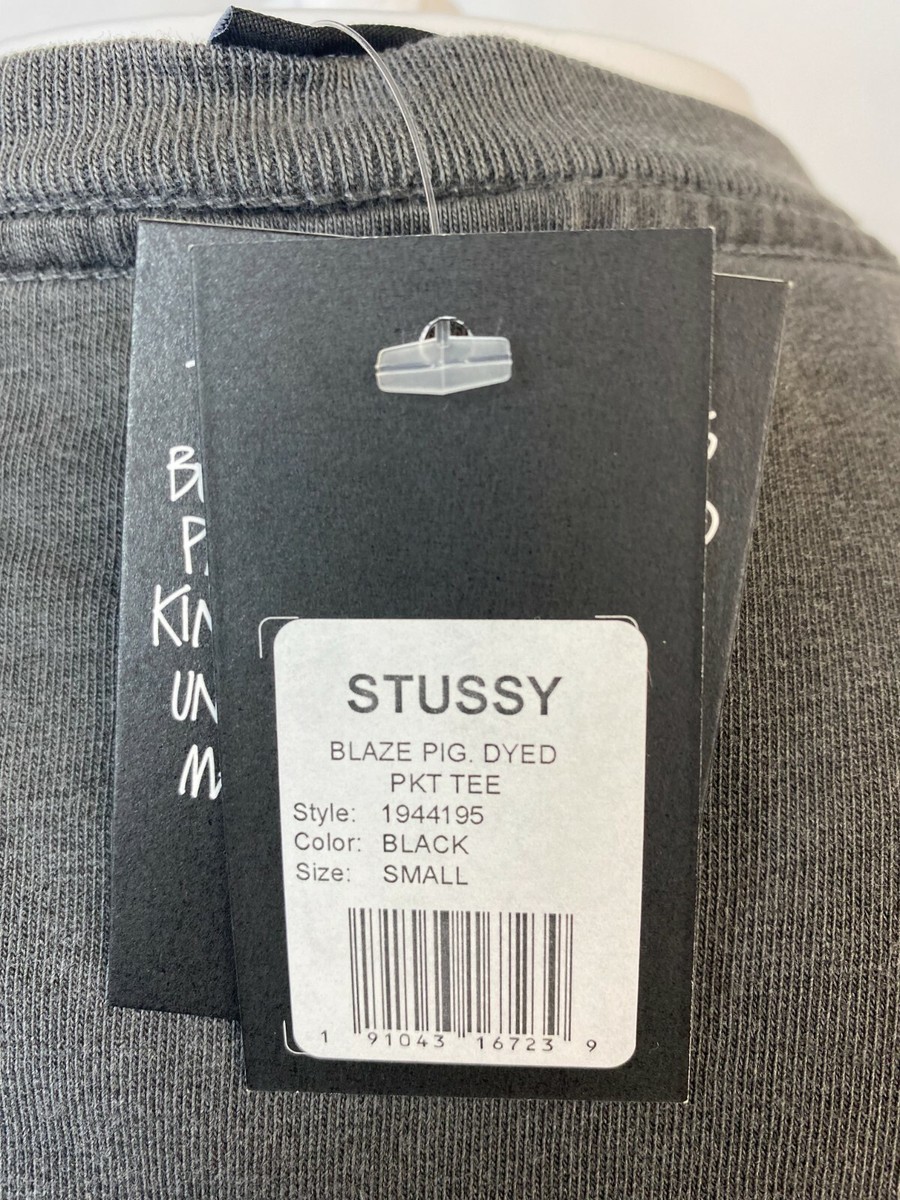 STUSSY
BLAZE PIG. DYED
PKT TEE
Style: 1944195
Color: BLACK
Size: SMALL
1 91043 16723 9